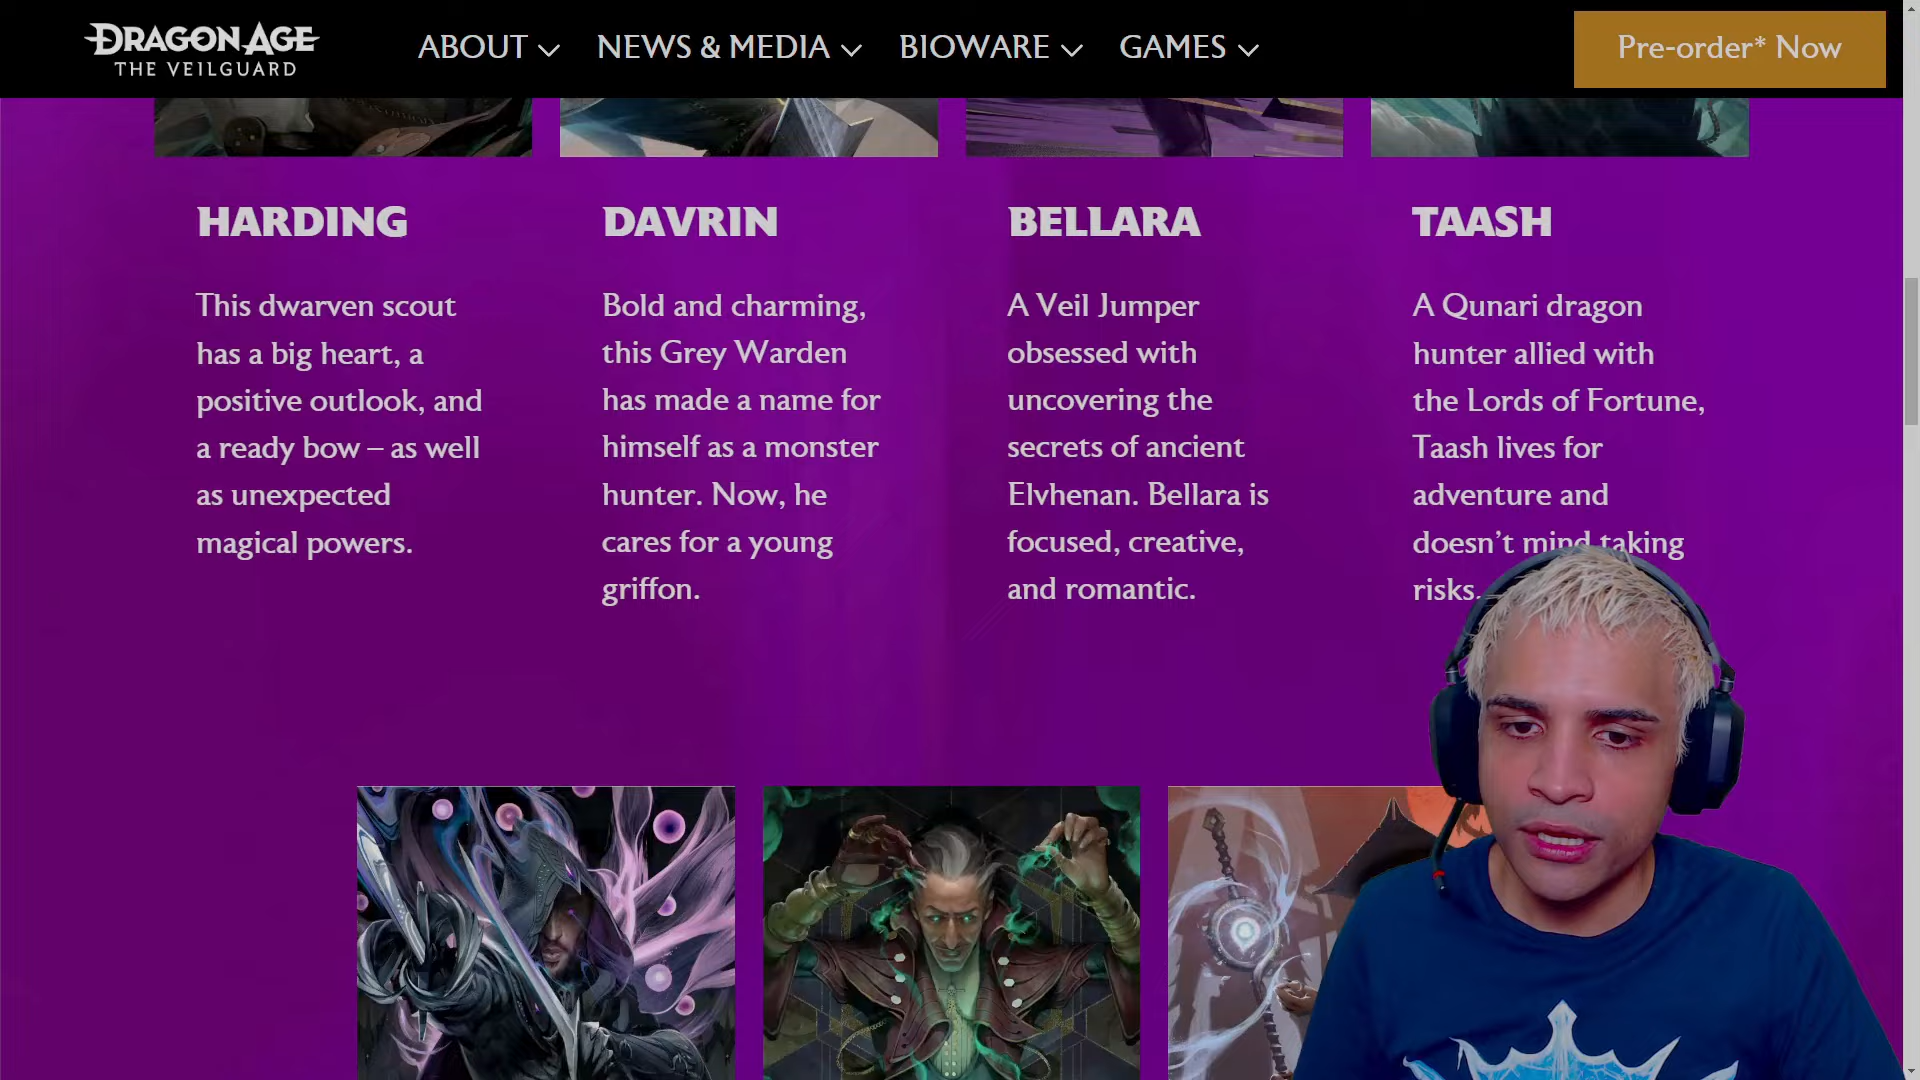 DRAGON AGE
THE VEILGUARD
ABOUT
NEWS & MEDIA
BIOWARE
GAMES
Pre-order* Now
HARDING
This dwarven scout
has a big heart, a
positive outlook, and
a ready bow – as well
as unexpected
magical powers.
DAVRIN
Bold and charming,
this Grey Warden
has made a name for
himself as a monster
hunter. Now, he
cares for a young
griffon.
BELLARA
A Veil Jumper
obsessed with
uncovering the
secrets of ancient
Elvhenan. Bellara is
focused, creative,
and romantic.
TAASH
A Qunari dragon
hunter allied with
the Lords of Fortune,
Taash lives for
adventure and
doesn’t mind taking
risks.